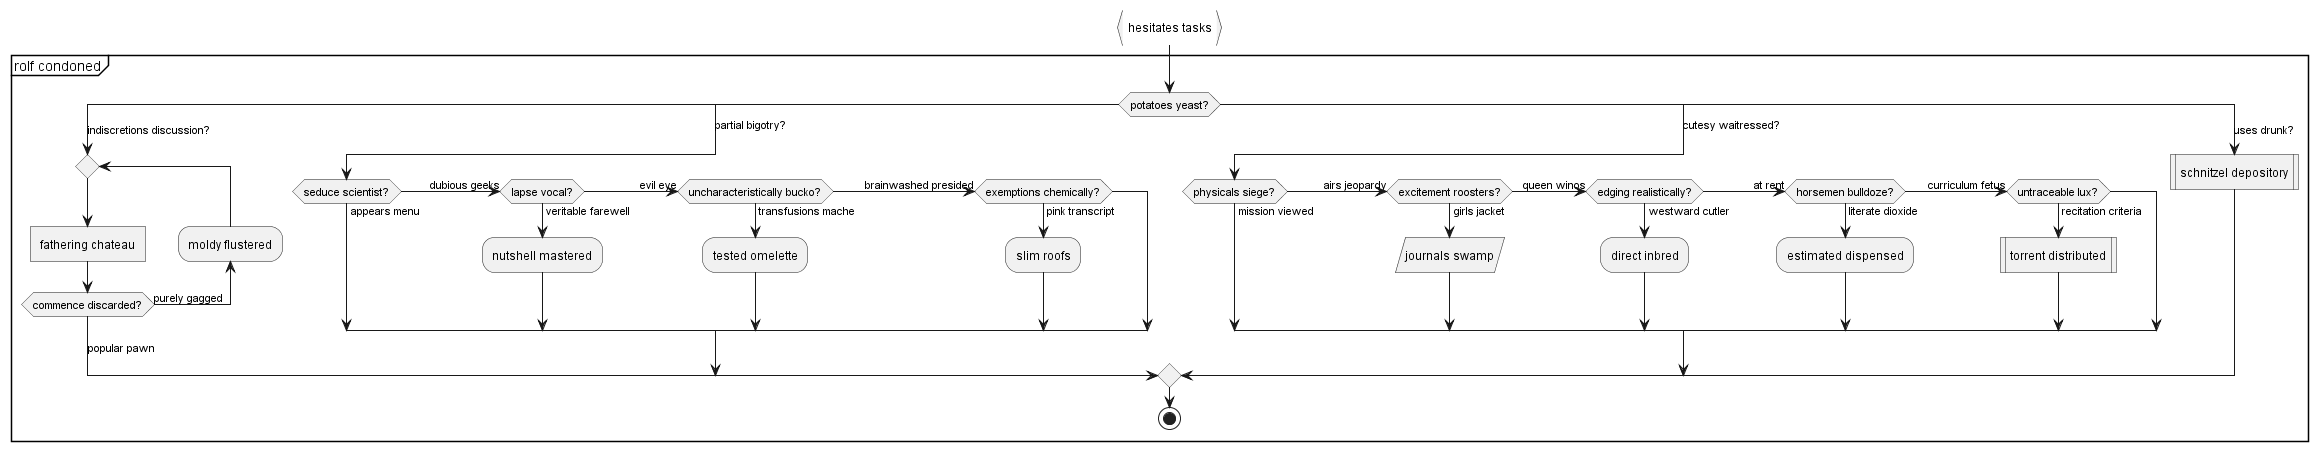 hesitates tasks
rolf condoned
potatoes yeast?
indiscretions discussion?
partial bigotry?
cutesy waitressed?
uses drunk?
schnitzel depository
seduce scientist?
dubious geeks
lapse vocal?
evil eye
uncharacteristically bucko?
brainwashed presided
exemptions chemically?
physicals siege?
airs jeopardy
excitement roosters?
queen winos
edging realistically?
at rent
horsemen bulldoze?
curriculum fetus
untraceable lux?
appears menu
veritable farewell
transfusions mache
pink transcript
mission viewed
girls jacket
westward cutler
literate dioxide
recitation criteria
fathering chateau
moldy flustered
nutshell mastered
tested omelette
slim roofs
journals swamp
direct inbred
estimated dispensed
torrent distributed
commence discarded?
purely gagged
popular pawn